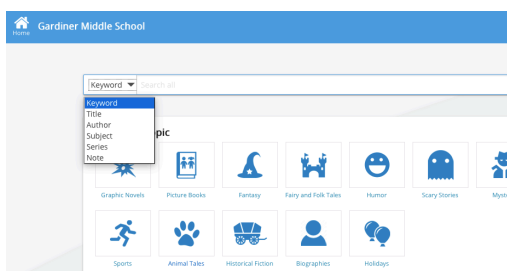 Gardiner Middle School
Home
Keyword Search all
Keyword
Title
Author
Subject
Series
Note
pic
Graphic Novels Picture Books Fantasy Fairy and Folk Tales Humor Scary Stories
Sports Animal Tales Historical Fiction Biographies Holidays